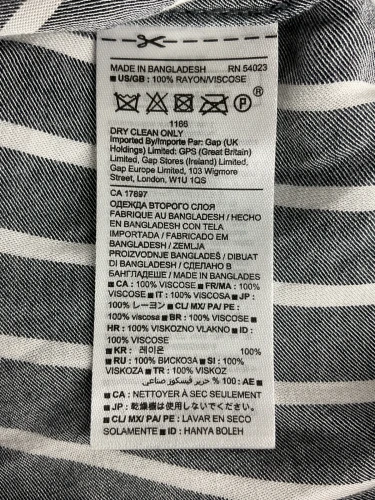 MADE IN BANGLADESH RN 54023
■ US/GB : 100% RAYON/VISCOSE
®
P
1166
DRY CLEAN ONLY
Imported By/Importe Par: Gap (UK
Holdings) Limited: GPS (Great Britain)
Limited, Gap Stores (Ireland) Limited,
Gap Europe Limited, 103 Wigmore
Street, London. W1U 1QS
CA 17897
ОДЕЖДА ВТОРОГО СЛОЯ
FABRIQUE AU BANGLADESH / HECHO
EN BANGLADESH CON TELA
IMPORTADA / FABRICADO EM
BANGLADESH / ZEMLJA
PROIZVODNJE BANGLADEŠ / DIBUAT
DI BANGLADESH / СДЕЛАНО В
БАНГЛАДЕШЕ / MADE IN BANGLADES
■ CA : 100% VISCOSE ■ FR/MA : 100%
VISCOSE ■ IT : 100% VISCOSA ■ JP :
100% レーヨン ■ CL/ MX/ PA/ PE :
100% viscosa ■ BR : 100% VISCOSE ■
HR : 100% VISKOZNO VLAKNO ■ ID :
100% VISCOSE
■ KR : 레이온 100%
■ RU : 100% ВИСКОЗА ■ SI : 100%
VISKOZA ■ TR : 100% VISKOZ
■ AE : 100 % حرير فيسكوز صناعي
■ CA : NETTOYER À SEC SEULEMENT
■ JP : 乾燥機は使用しないでください。
■ CL/ MX/ PA/ PE : LAVAR EN SECO
SOLAMENTE ■ ID : HANYA BOLEH